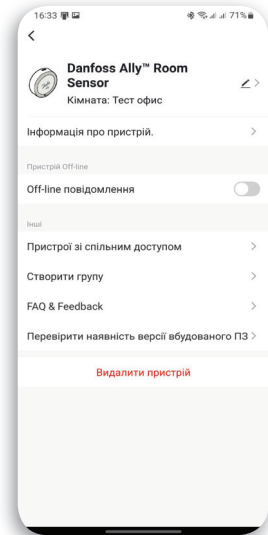 16:33 71%
Danfoss Ally™ Room
Sensor
Кімната: Тест офис
Інформація про пристрій.
Пристрій Off-line
Off-line повідомлення
Інші
Пристрої зі спільним доступом
Створити групу
FAQ & Feedback
Перевірити наявність версії вбудованого ПЗ
Видалити пристрій